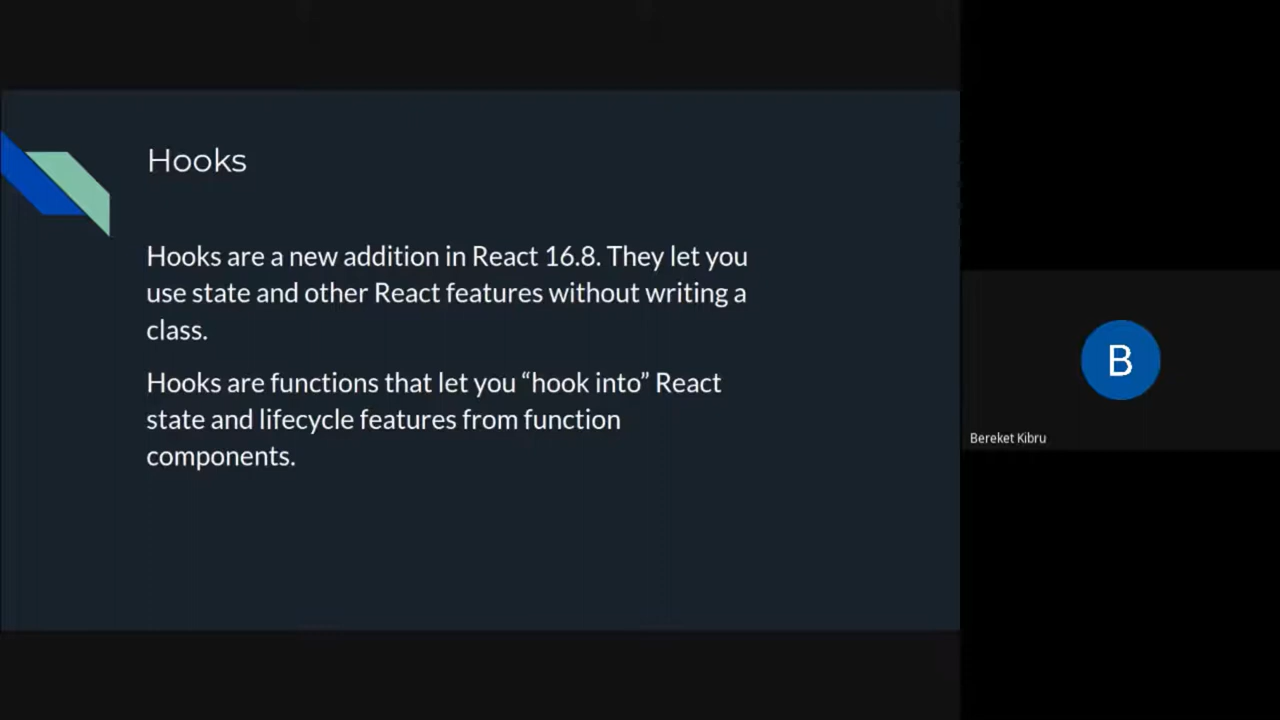 Hooks
Hooks are a new addition in React 16.8. They let you
use state and other React features without writing a
class.
Hooks are functions that let you “hook into” React
state and lifecycle features from function
components.
B
Bereket Kibru